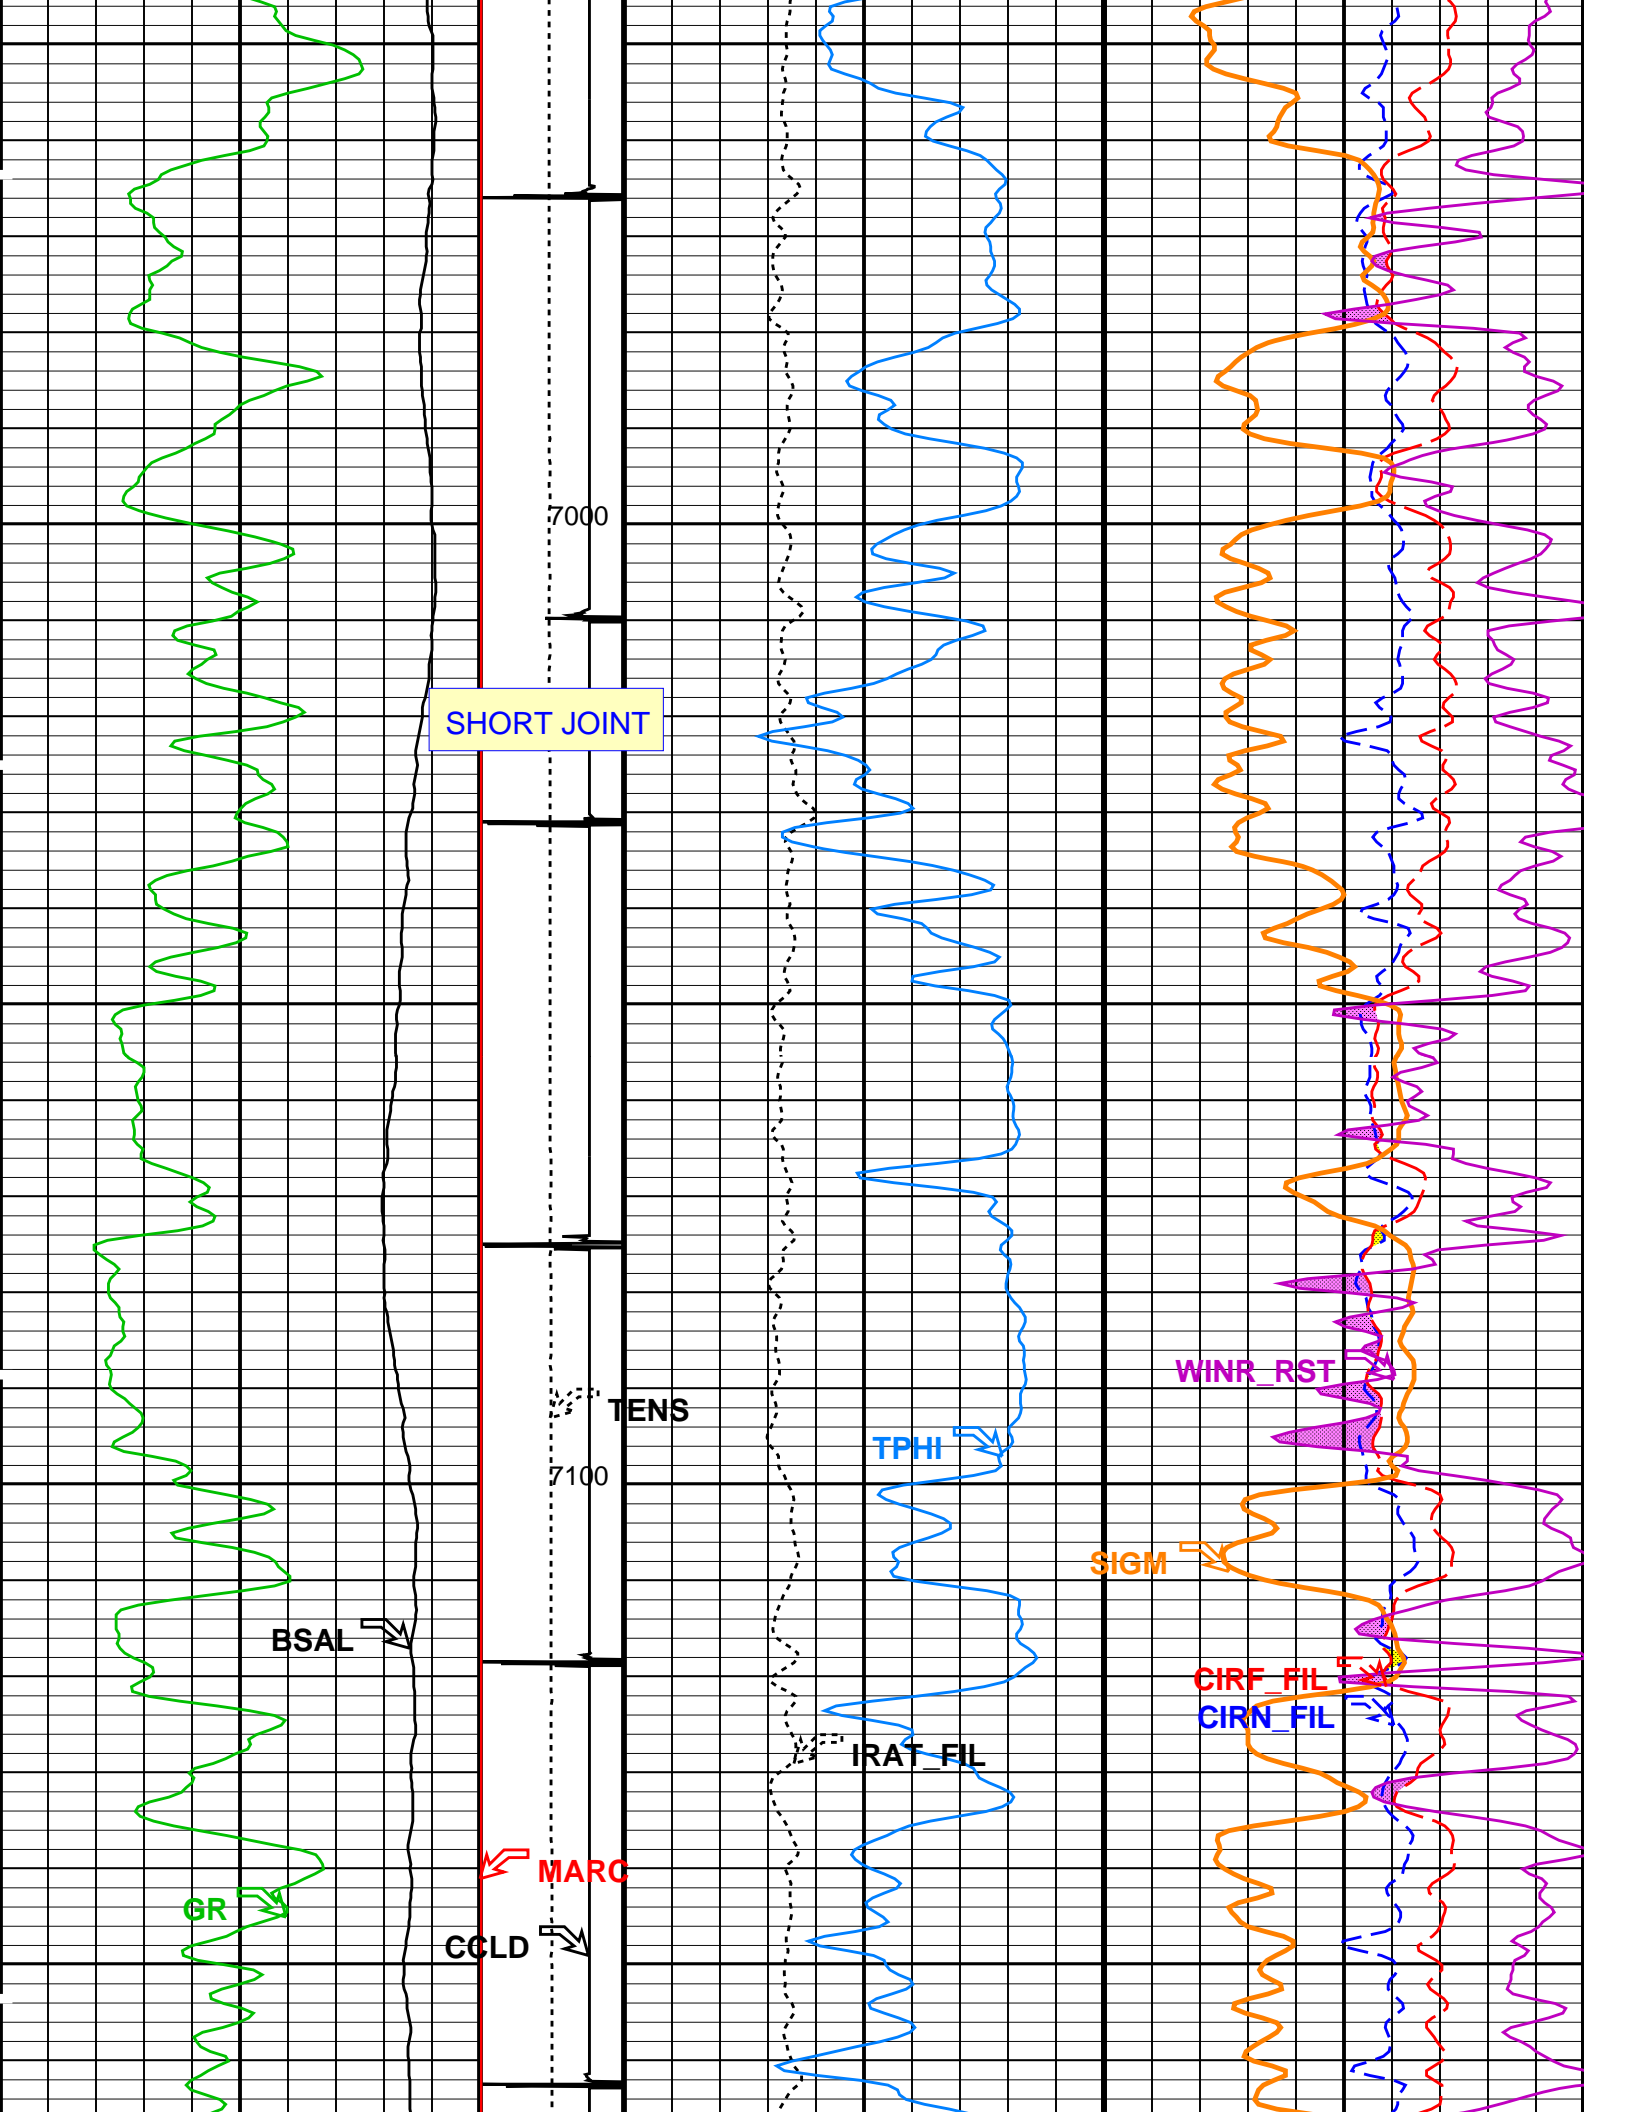 7000
SHORT JOINT
WINR_RST
TENS
TPHI
7100
SIGM
BSAL
CIRF_FIL
CIRN_FIL
IRAT_FIL
MARC
GR
CCLD